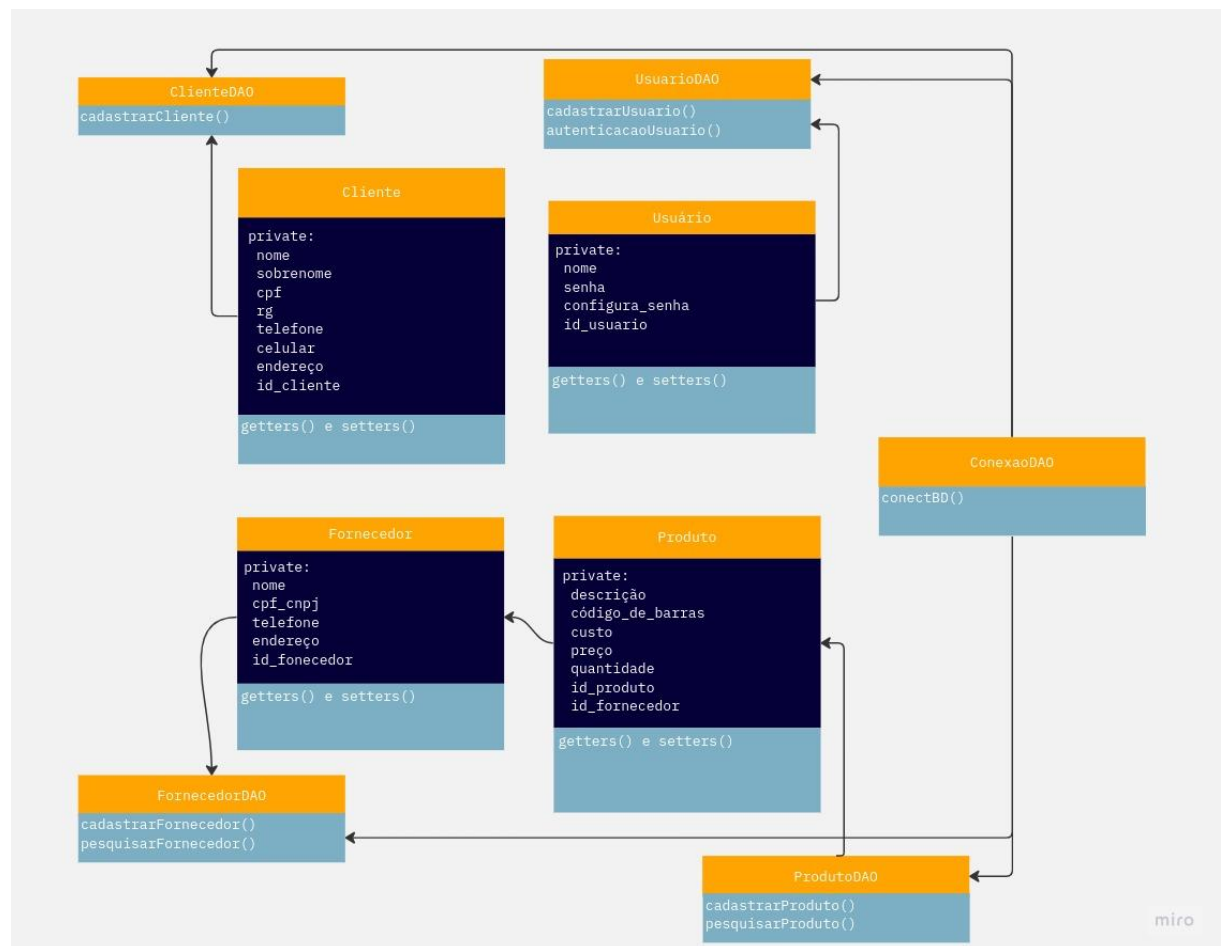 ClienteDAO
cadastrarCliente()
UsuarioDAO
cadastrarUsuario()
autenticacaoUsuario()
Cliente
private:
nome
sobrenome
cpf
rg
telefone
celular
endereço
id_cliente
getters() e setters()
Usuário
private:
nome
senha
configura_senha
id_usuario
getters() e setters()
ConexaoDAO
conectBD()
Fornecedor
private:
nome
cpf_cnpj
telefone
endereço
id_fonecedor
getters() e setters()
Produto
private:
descrição
código_de_barras
custo
preço
quantidade
id_produto
id_fornecedor
getters() e setters()
FornecedorDAO
cadastrarFornecedor()
pesquisarFornecedor()
ProdutoDAO
cadastrarProduto()
pesquisarProduto()
miro